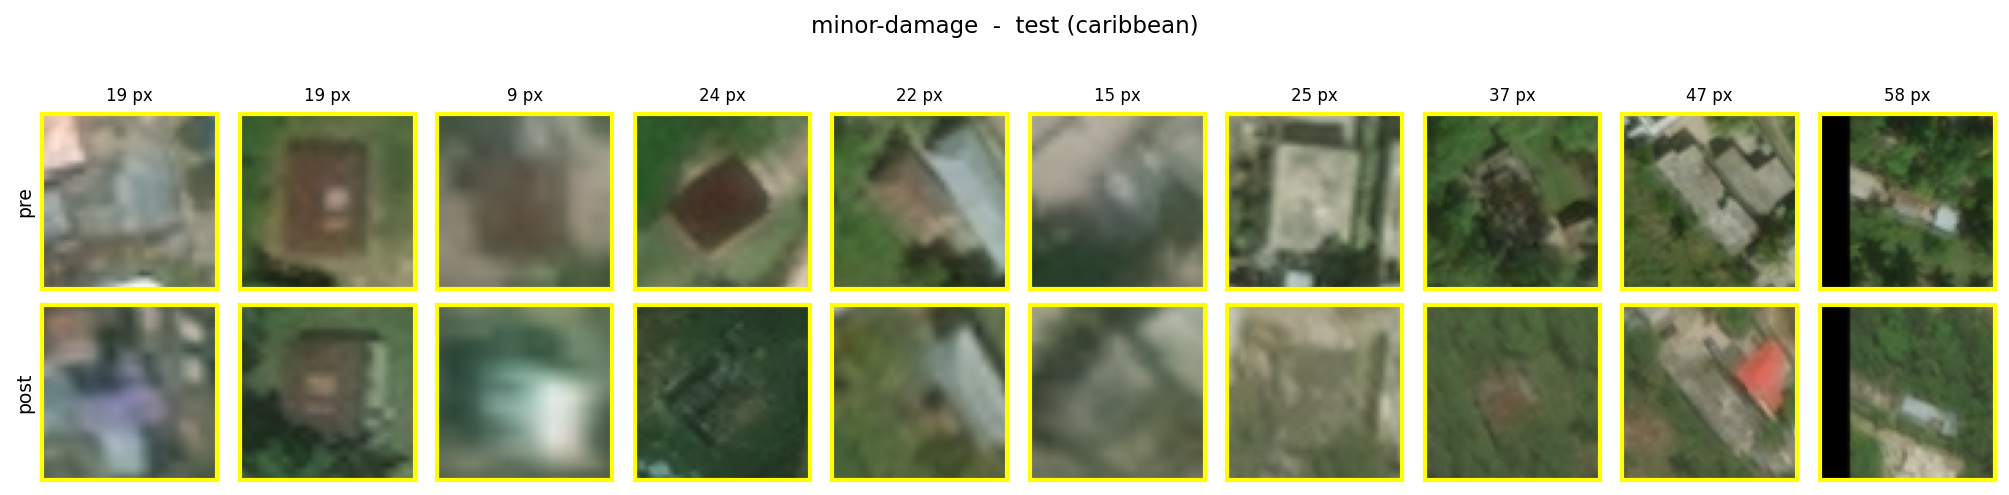 minor-damage - test (caribbean)
19 px 19 px 9 px 24 px 22 px 15 px 25 px 37 px 47 px 58 px
pre
post